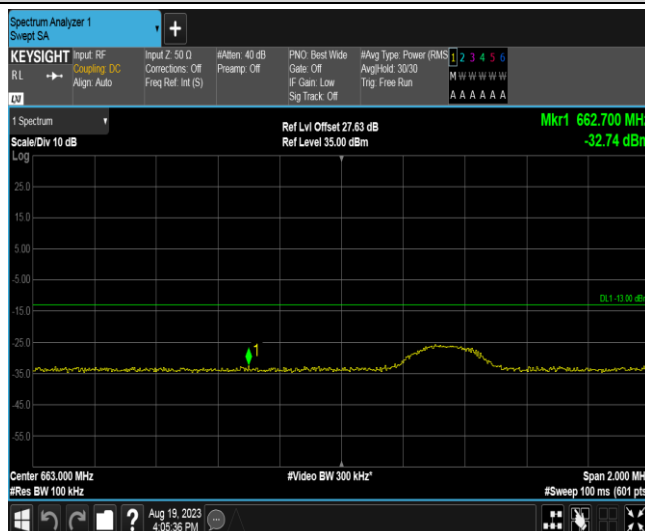 Spectrum Analyzer 1
Swept SA
+
KEYSIGHT
RL
LXI
Input: RF
Coupling: DC
Align: Auto
Input Z: 50 Ω
Corrections: Off
Freq Ref: Int (S)
#Atten: 40 dB
Preamp: Off
PNO: Best Wide
Gate: Off
IF Gain: Low
Sig Track: Off
#Avg Type: Power (RMS
Avg|Hold: 30/30
Trig: Free Run
1 2 3 4 5 6
M W W W W W
A A A A A A
1 Spectrum
Scale/Div 10 dB
Ref Lvl Offset 27.63 dB
Ref Level 35.00 dBm
Mkr1 662.700 MH
-32.74 dBm
Log
25.0
15.0
5.00
-5.00
DL1 -13.00 dBm
-15.0
-25.0
1
-35.0
-45.0
-55.0
Center 663.000 MHz
#Res BW 100 kHz
#Video BW 300 kHz*
Span 2.000 MH
#Sweep 100 ms (601 pts
?
Aug 19, 2023
4:05:36 PM